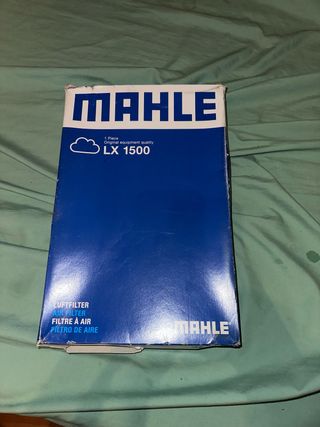 MAHLE
1 Piece
Original equipment quality
LX 1500
LUFTFILTER
AIR FILTER
FILTRE À AIR
FILTRO DE AIRE
MAHLE